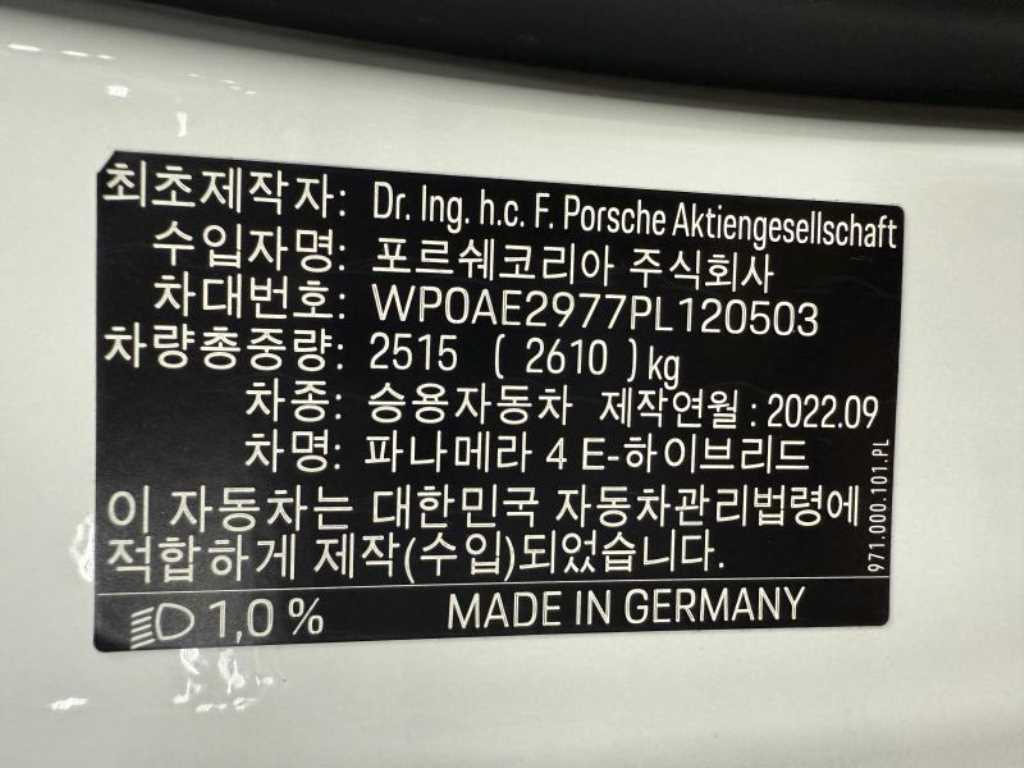 최초제작자: Dr. Ing. h.c. F. Porsche Aktiengesellschaft
수입자명: 포르쉐코리아 주식회사
차대번호: WP0AE2977PL120503
차량총중량: 2515 ( 2610 ) kg
차종: 승용자동차 제작연월 : 2022.09
차명: 파나메라 4 E-하이브리드
이 자동차는 대한민국 자동차관리법령에
적합하게 제작(수입)되었습니다.
971.000.101.PL
1,0 % MADE IN GERMANY